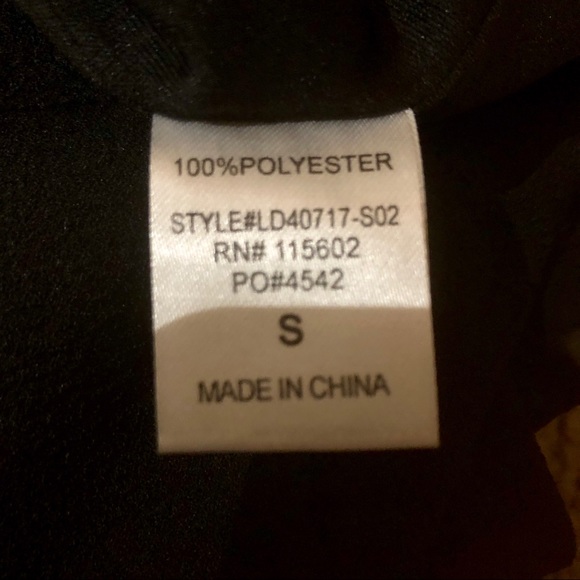 100%POLYESTER
STYLE#LD40717-S02
RN# 115602
PO#4542
S
MADE IN CHINA